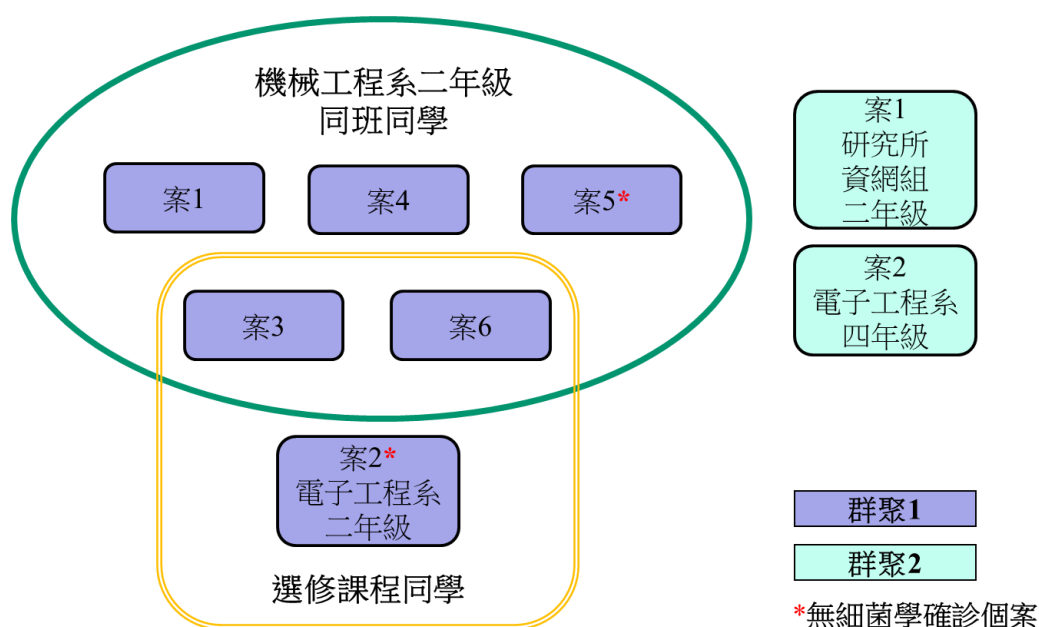 機械工程系二年級
同班同學
案1
案4
案5*
案3
案6
案2*
電子工程系
二年級
選修課程同學
案1
研究所
資網組
二年級
案2
電子工程系
四年級
群聚1
群聚2
*無細菌學確診個案